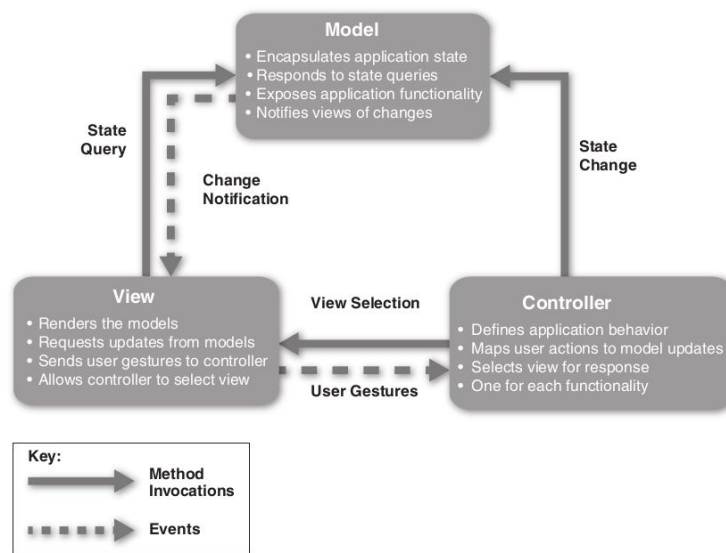 Model
• Encapsulates application state
• Responds to state queries
• Exposes application functionality
• Notifies views of changes
State
Query
Change
Notification
State
Change
View
• Renders the models
• Requests updates from models
• Sends user gestures to controller
• Allows controller to select view
View Selection
User Gestures
Controller
• Defines application behavior
• Maps user actions to model updates
• Selects view for response
• One for each functionality
Key:
Method
Invocations
Events